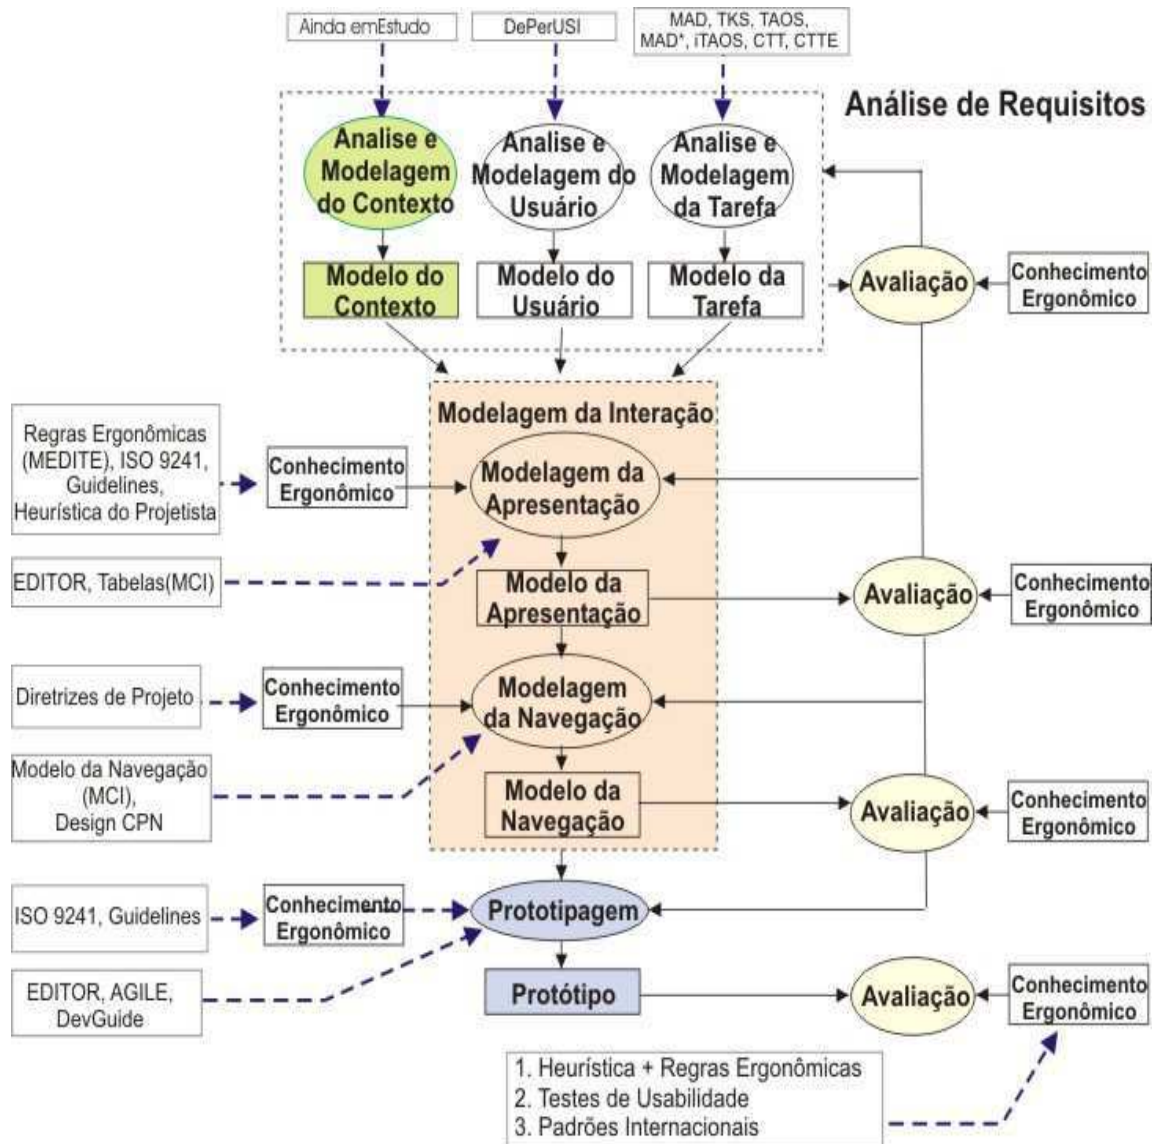 Ainda emEstudo
DePerUSI
MAD, TKS, TAOS,
MAD*, iTAOS, CTT, CTTE
Análise de Requisitos
Analise e
Modelagem
do Contexto
Analise e
Modelagem do
Usuário
Analise e
Modelagem
da Tarefa
Modelo do
Contexto
Modelo do
Usuário
Modelo da
Tarefa
Avaliação
Conhecimento
Ergonômico
Modelagem da Interação
Regras Ergonômicas
(MEDITE), ISO 9241,
Guidelines,
Heurística do Projetista
Conhecimento
Ergonômico
Modelagem da
Apresentação
EDITOR, Tabelas(MCI)
Modelo da
Apresentação
Avaliação
Conhecimento
Ergonômico
Diretrizes de Projeto
Conhecimento
Ergonômico
Modelagem
da Navegação
Modelo da Navegação
(MCI),
Design CPN
Modelo da
Navegação
Avaliação
Conhecimento
Ergonômico
ISO 9241, Guidelines
Conhecimento
Ergonômico
Prototipagem
EDITOR, AGILE,
DevGuide
Protótipo
Avaliação
Conhecimento
Ergonômico
1. Heurística + Regras Ergonômicas
2. Testes de Usabilidade
3. Padrões Internacionais